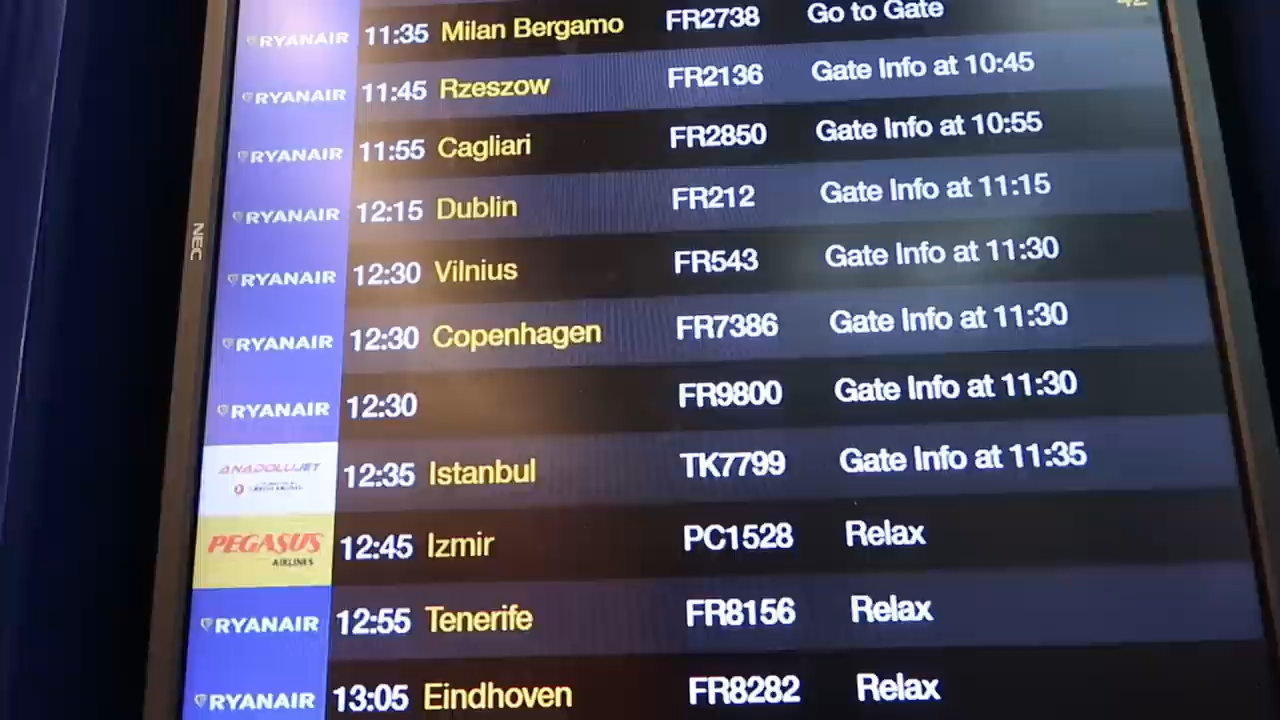 RYANAIR 11:35 Milan Bergamo FR2738 Go to Gate 42
RYANAIR 11:45 Rzeszow FR2136 Gate Info at 10:45
RYANAIR 11:55 Cagliari FR2850 Gate Info at 10:55
RYANAIR 12:15 Dublin FR212 Gate Info at 11:15
NEC
RYANAIR 12:30 Vilnius FR543 Gate Info at 11:30
RYANAIR 12:30 Copenhagen FR7386 Gate Info at 11:30
RYANAIR 12:30 FR9800 Gate Info at 11:30
ANADOLUJET 12:35 Istanbul TK7799 Gate Info at 11:35
PEGASUS AIRLINES 12:45 Izmir PC1528 Relax
RYANAIR 12:55 Tenerife FR8156 Relax
RYANAIR 13:05 Eindhoven FR8282 Relax